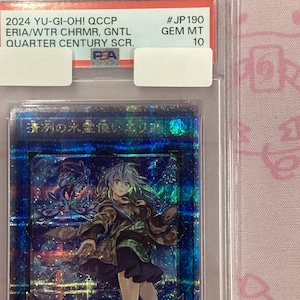 2024 YU-GI-OH! QCCP #JP190
ERIA/WTR CHRMR, GNTL GEM MT
QUARTER CENTURY SCR. 10
PSA
清冽の水霊使いエリア